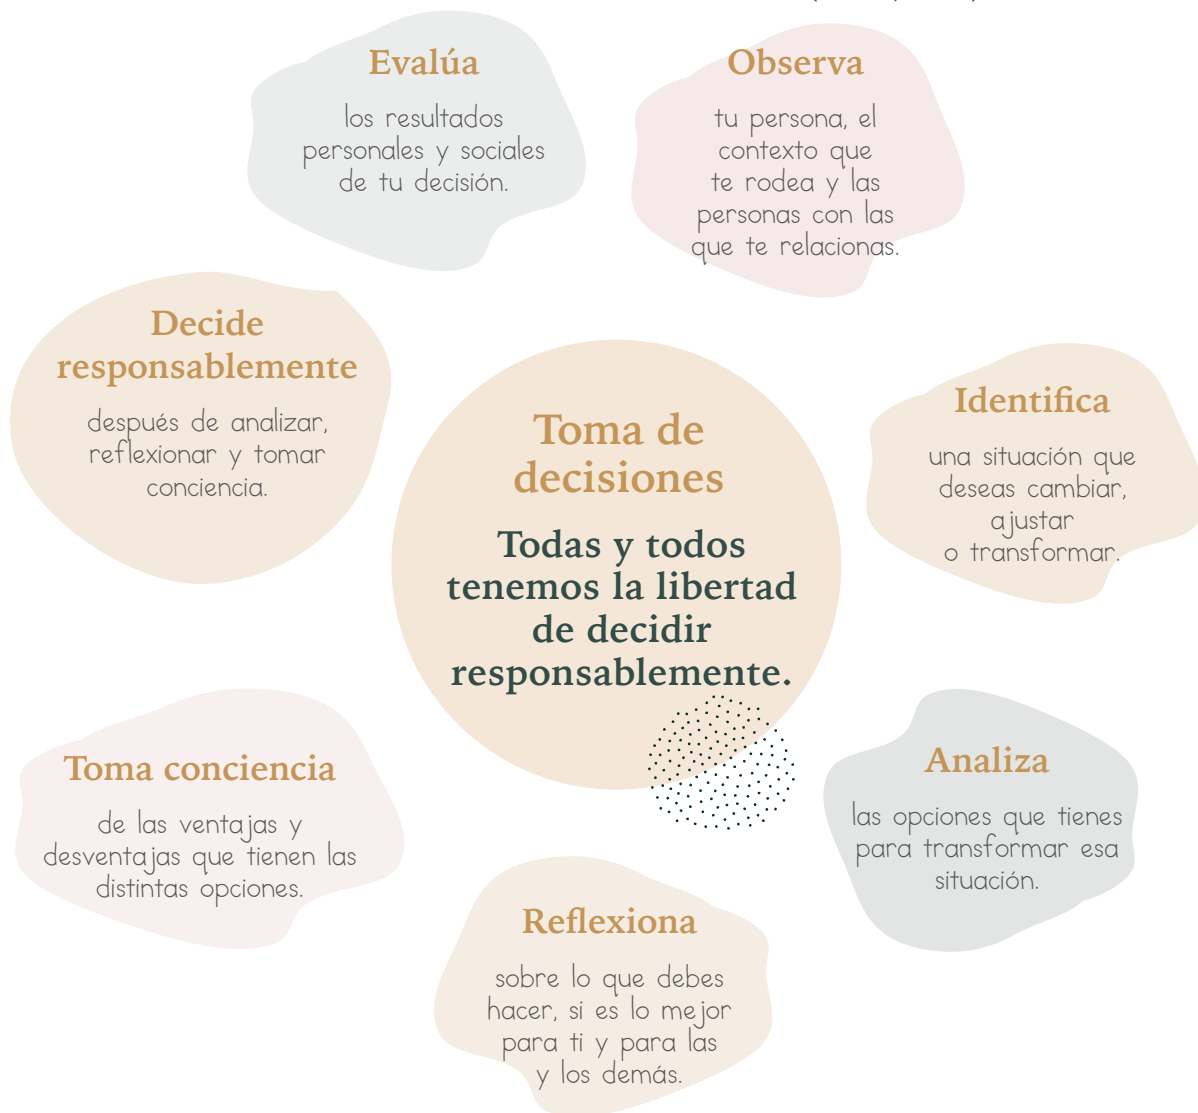 Evalúa
los resultados
personales y sociales
de tu decisión.
Observa
tu persona, el
contexto que
te rodea y las
personas con las
que te relacionas.
Decide
responsablemente
después de analizar,
reflexionar y tomar
conciencia.
Toma de
decisiones
Todas y todos
tenemos la libertad
de decidir
responsablemente.
Identifica
una situación que
deseas cambiar,
ajustar
o transformar.
Toma conciencia
de las ventajas y
desventajas que tienen las
distintas opciones.
Analiza
las opciones que tienes
para transformar esa
situación.
Reflexiona
sobre lo que debes
hacer, si es lo mejor
para ti y para las
y los demás.